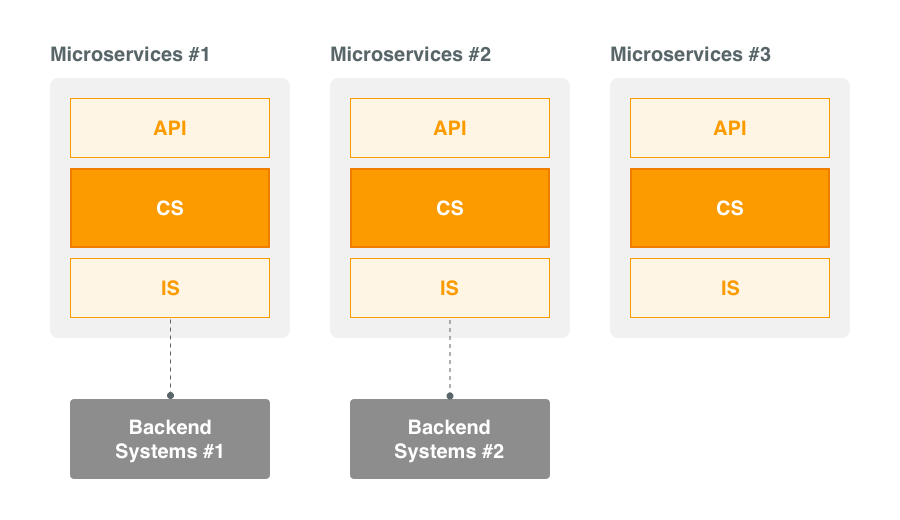 Microservices #1
Microservices #2
Microservices #3
API
API
API
CS
CS
CS
IS
IS
IS
Backend
Systems #1
Backend
Systems #2